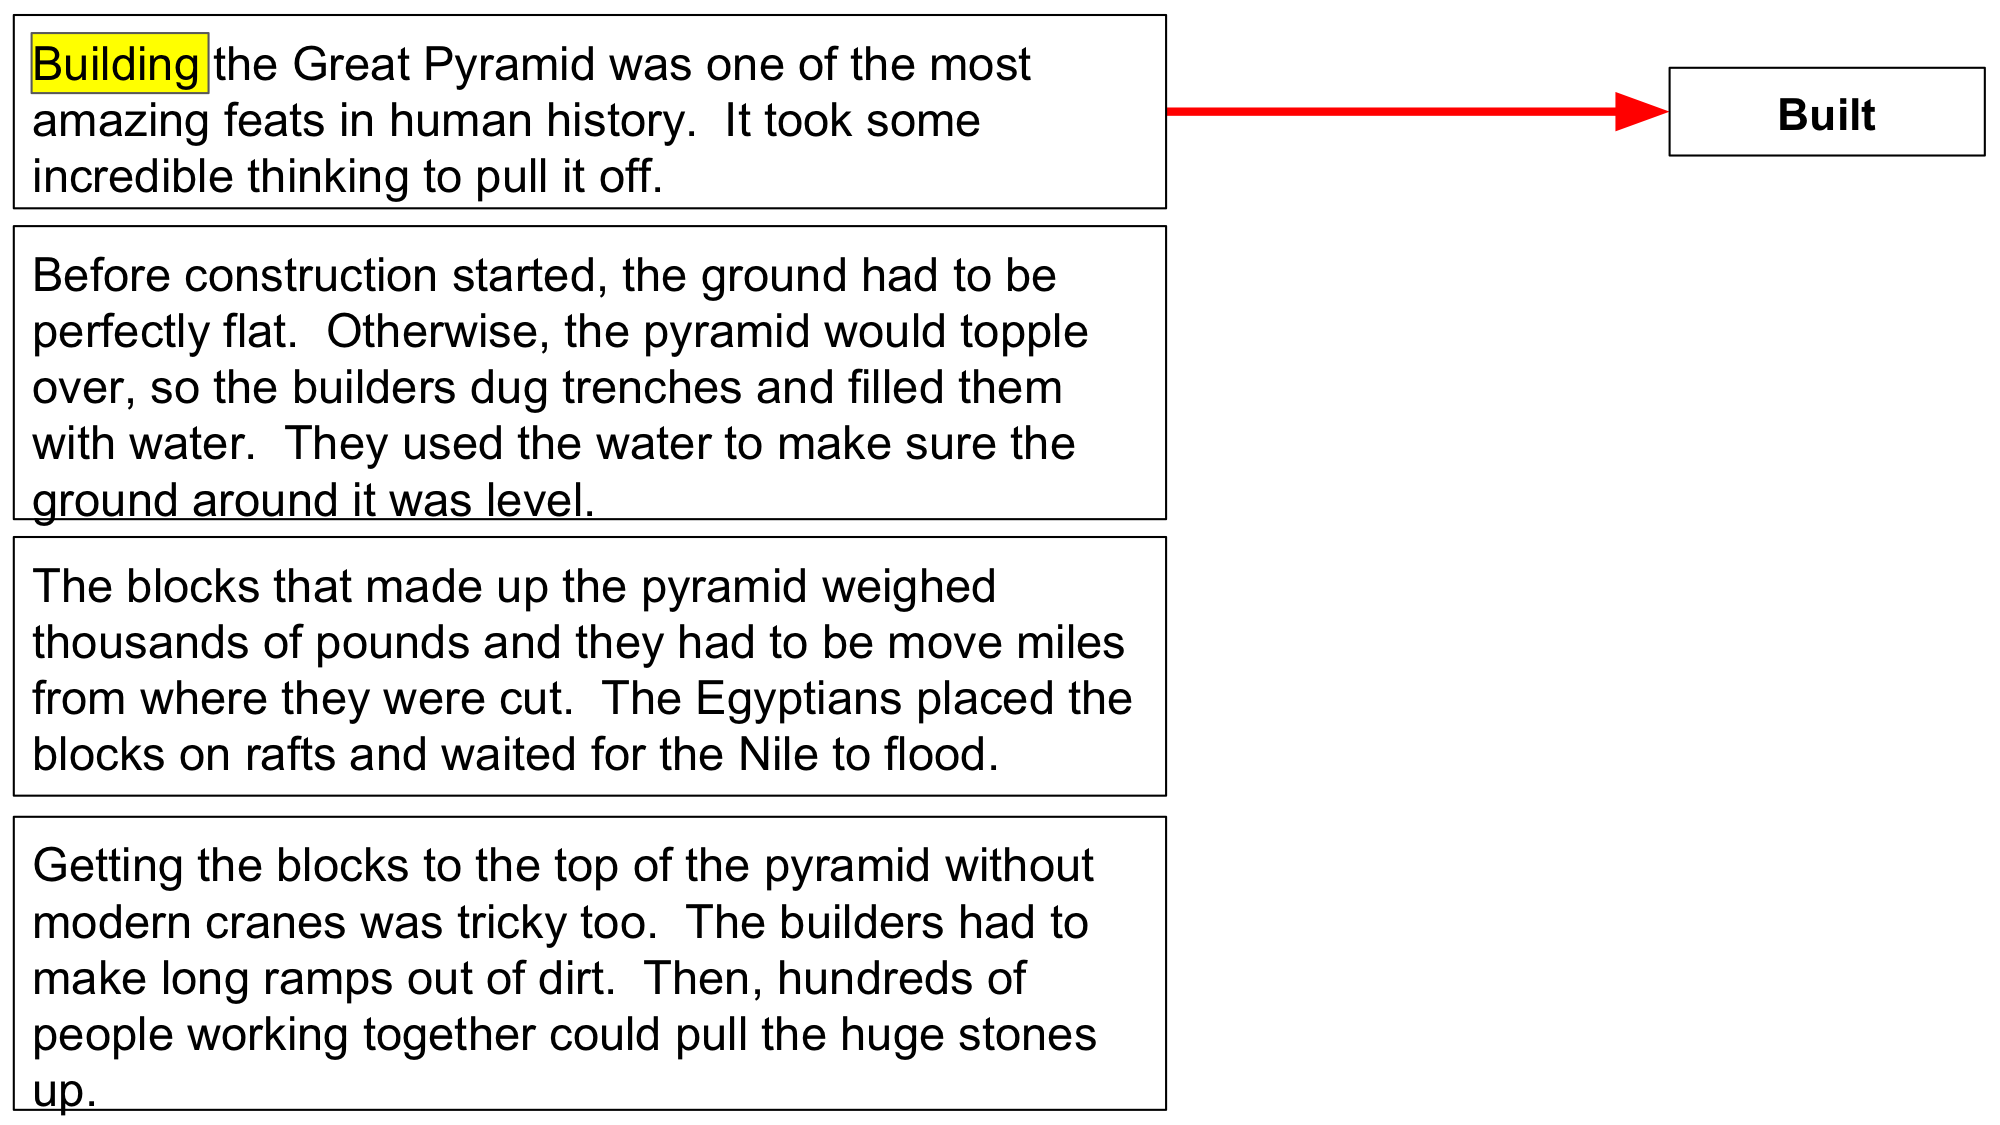 Building the Great Pyramid was one of the most
amazing feats in human history.  It took some
incredible thinking to pull it off.
Built
Before construction started, the ground had to be
perfectly flat.  Otherwise, the pyramid would topple
over, so the builders dug trenches and filled them
with water.  They used the water to make sure the
ground around it was level.
The blocks that made up the pyramid weighed
thousands of pounds and they had to be move miles
from where they were cut.  The Egyptians placed the
blocks on rafts and waited for the Nile to flood.
Getting the blocks to the top of the pyramid without
modern cranes was tricky too.  The builders had to
make long ramps out of dirt.  Then, hundreds of
people working together could pull the huge stones
up.